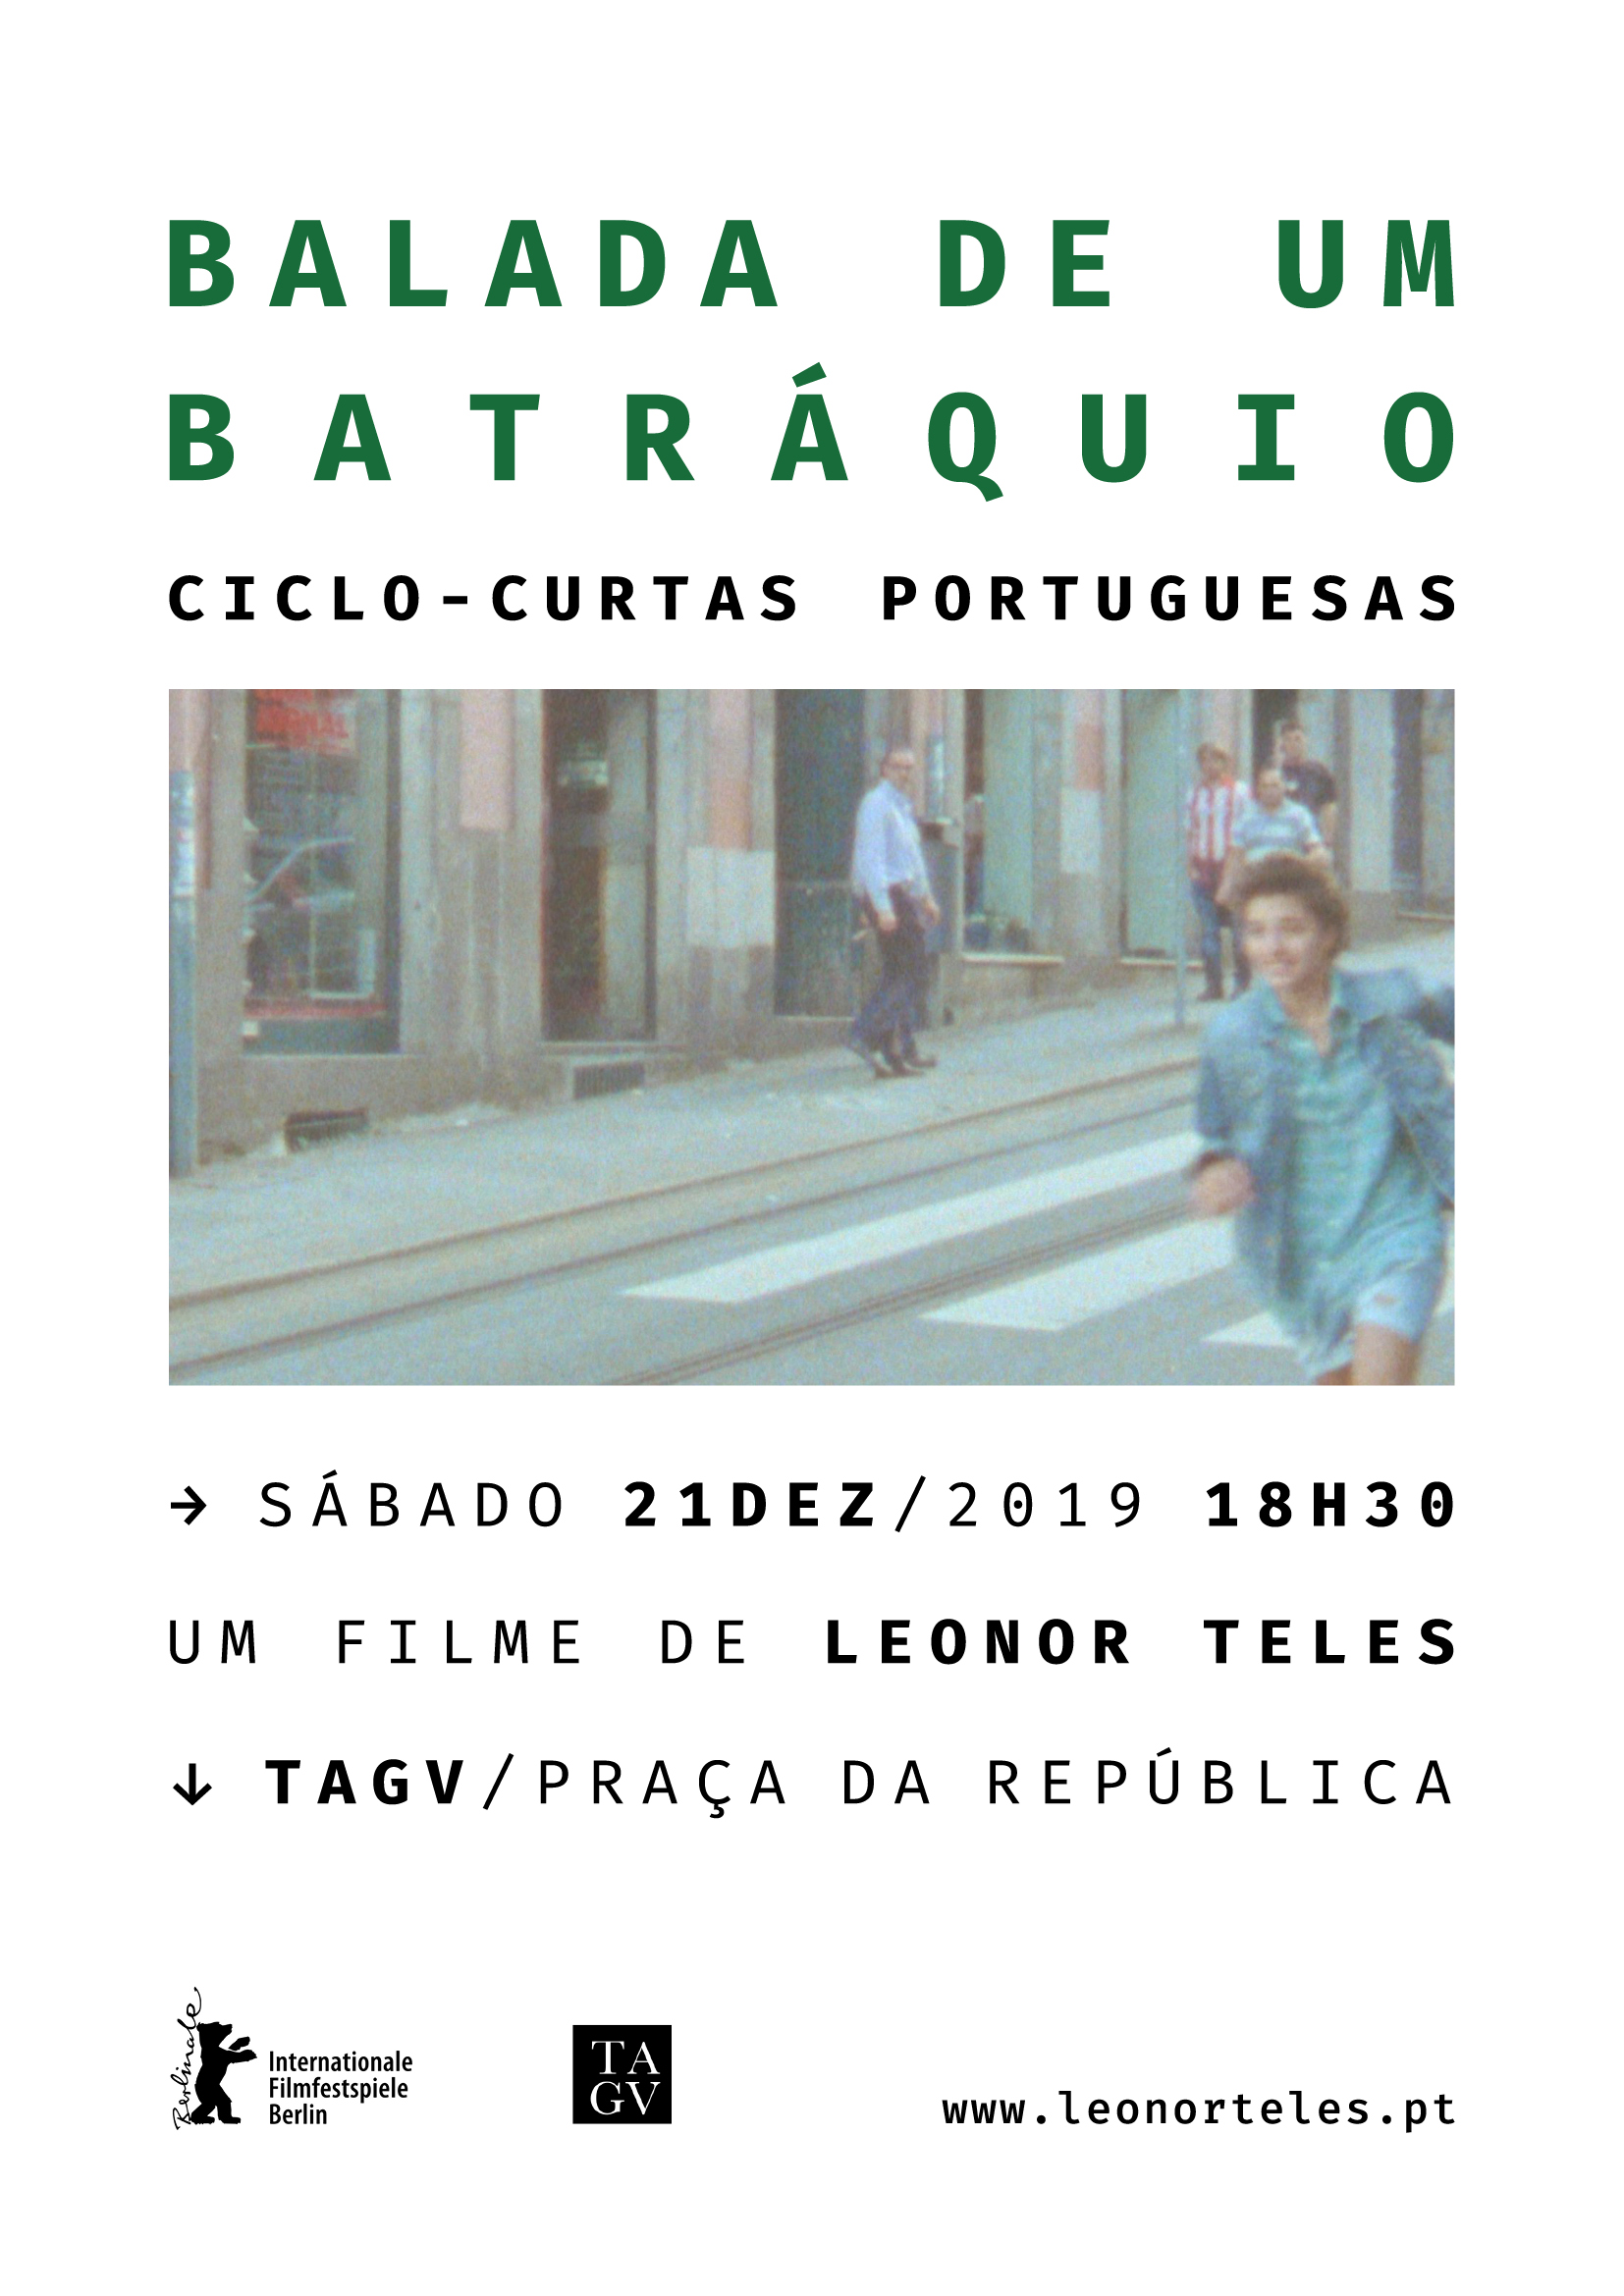 BALADA DE UM
BATRÁQUIO
CICLO-CURTAS PORTUGUESAS
→ SÁBADO 21DEZ/2019 18H30
UM FILME DE LEONOR TELES
↓ TAGV/PRAÇA DA REPÚBLICA
Berlinale
Internationale
Filmfestspiele
Berlin
TA
GV
www.leonorteles.pt